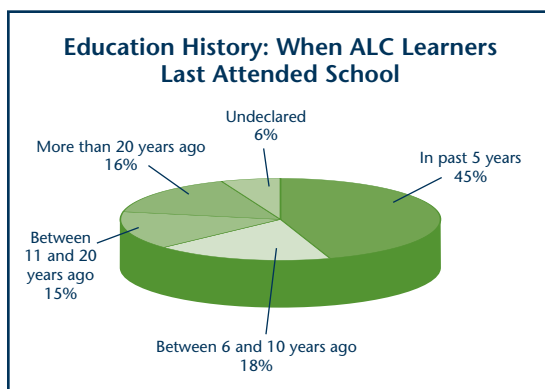 Education History: When ALC Learners
Last Attended School
Undeclared
6%
In past 5 years
45%
More than 20 years ago
16%
Between
11 and 20
years ago
15%
Between 6 and 10 years ago
18%